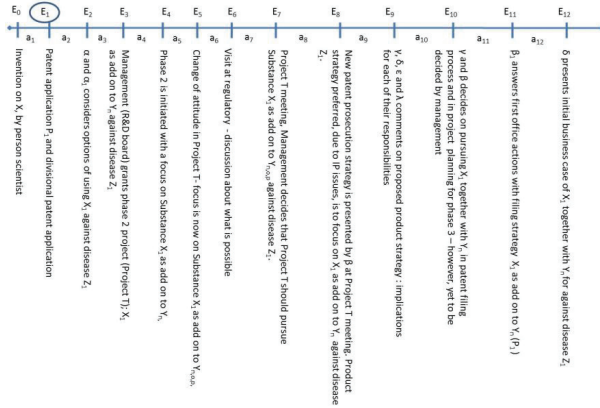 E0 E1 E2 E3 E4 E5 E6 E7 E8 E9 E10 E11 E12
a1 a2 a3 a4 a5 a6 a7 a8 a9 a10 a11 a12
Invention on X, by person scientist
Patent application P1 and divisional patent application
α and α1 considers options of using X1 against disease Z1
Management (R&D board) grants phase 2 project (Project T); X1
as add on to Yn against disease Z1
Phase 2 is initiated with a focus on Substance X1 as add on to Yn,
Change of attitude in Project T- focus is now on Substance X, as add on to Yn,o,p,
Visit at regulatory - discussion about what is possible
Project T meeting, Management decides that Project T should pursue
Substance X1 as add on to Yn,o,p against disease Z1.
New patent prosecution strategy is presented by β at Project T meeting. Product
strategy preferred, due to IP issues, is to focus on X1 as add on to Yn against disease
Z1.
γ, δ, ε and λ comments on proposed product strategy : implications
for each of their responsibilities
γ and β decides on pursuing X1 together with Yn in patent filing
process and in project planning for phase 3 – however, yet to be
decided by management
β1 answers first office actions with filing strategy X1 as add on to Yn (P1)
δ presents initial business case of X1 together with Yn for against disease Z1